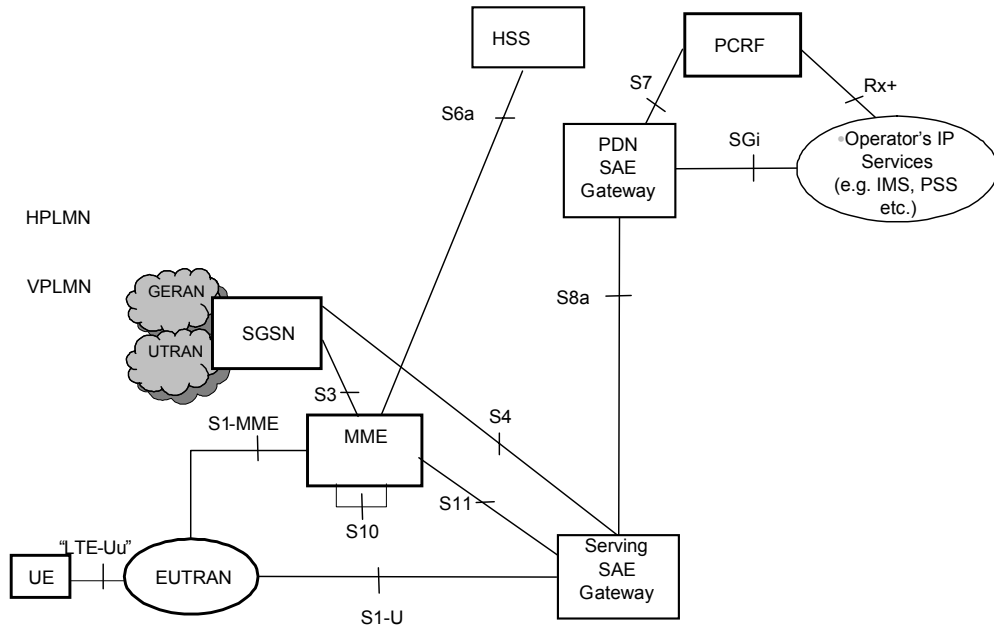 HSS
PCRF
S7
Rx+
S6a
PDN
SAE
Gateway
SGi
Operator's IP
Services
(e.g. IMS, PSS
etc.)
HPLMN
VPLMN
GERAN
S8a
SGSN
UTRAN
S3
S1-MME
MME
S4
S11
S10
"LTE-Uu"
UE
EUTRAN
Serving
SAE
Gateway
S1-U